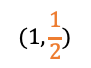 (1, 1/2)